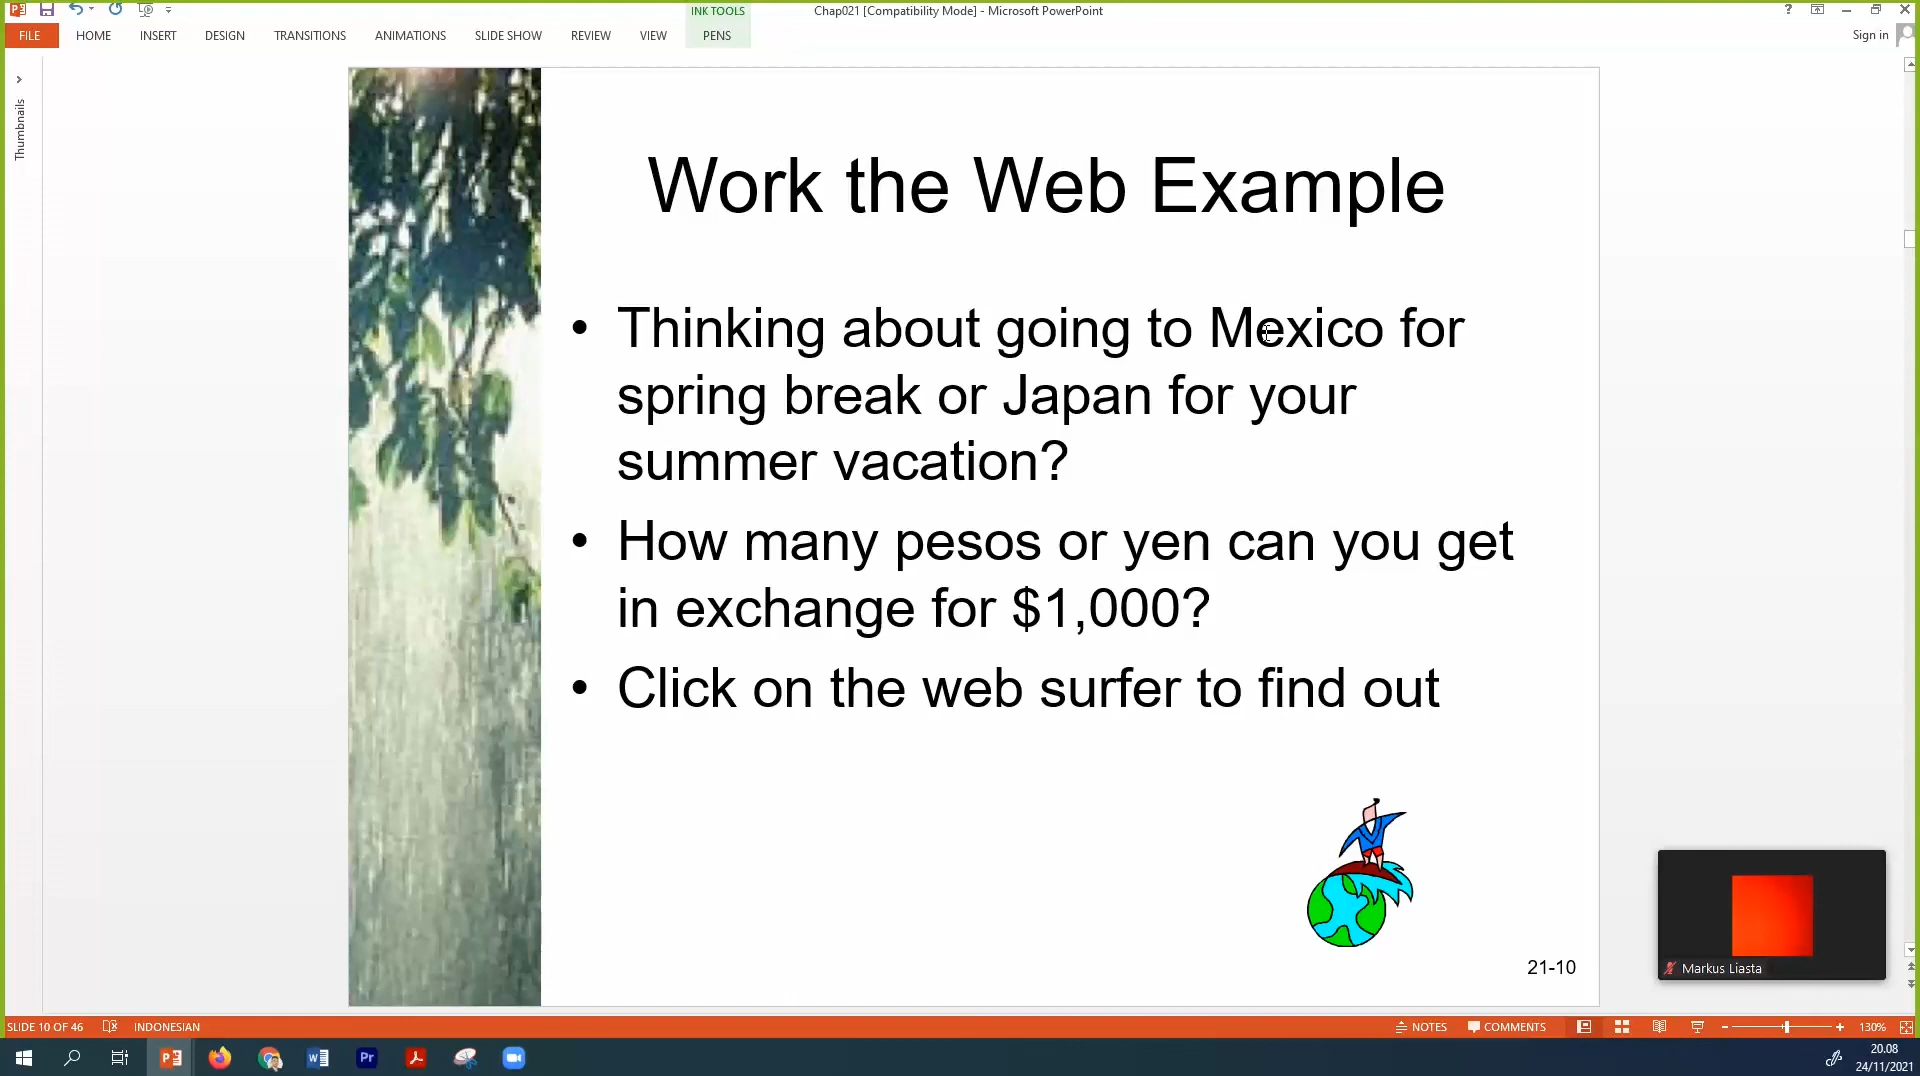 INK TOOLS
Chap021 [Compatibility Mode] - Microsoft PowerPoint
?
FILE HOME INSERT DESIGN TRANSITIONS ANIMATIONS SLIDE SHOW REVIEW VIEW PENS
Sign in
Thumbnails
Work the Web Example
• Thinking about going to Mexico for
spring break or Japan for your
summer vacation?
• How many pesos or yen can you get
in exchange for $1,000?
• Click on the web surfer to find out
21-10
Markus Liasta
SLIDE 10 OF 46 INDONESIAN NOTES COMMENTS 130%
Pr
20.08
24/11/2021